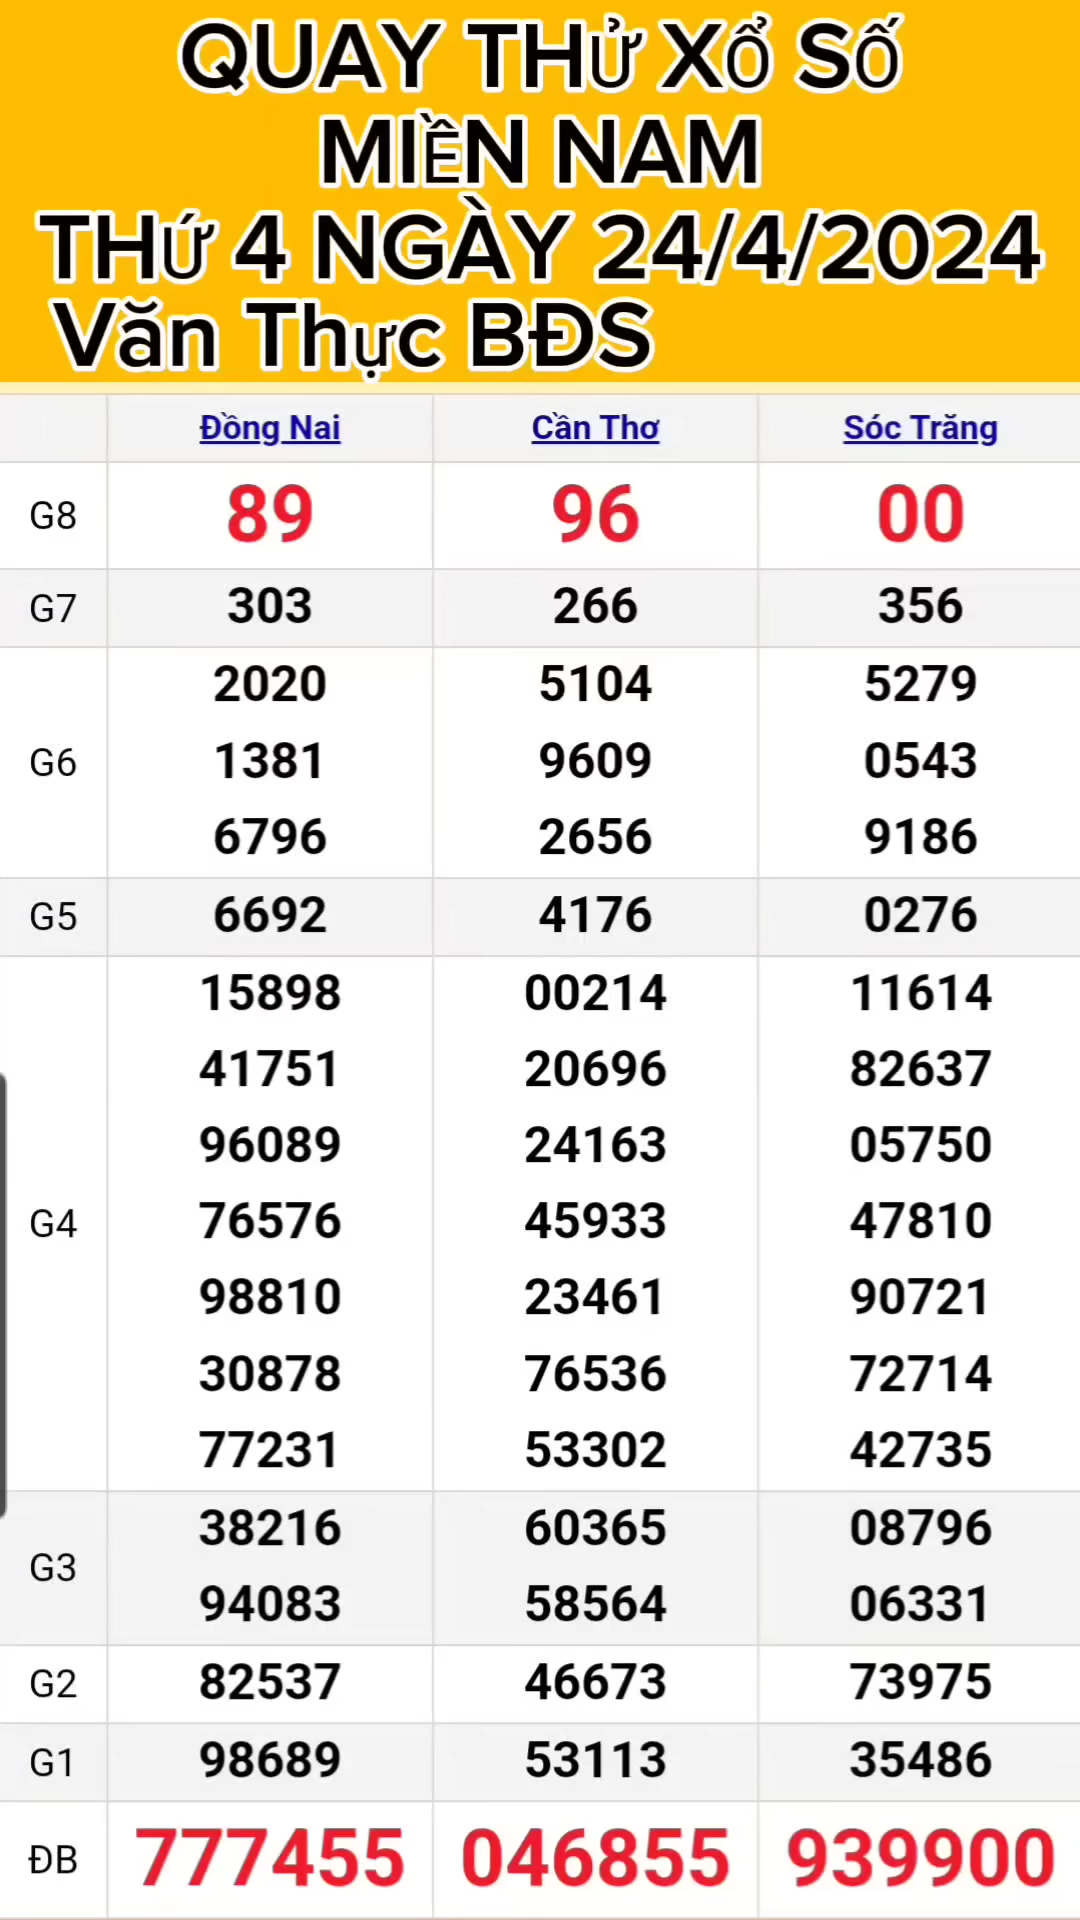 QUAY THỬ XỔ SỐ
MIỀN NAM
THỨ 4 NGÀY 24/4/2024
Văn Thực BĐS
Đồng Nai Cần Thơ Sóc Trăng
G8 89 96 00
G7 303 266 356
2020 5104 5279
G6 1381 9609 0543
6796 2656 9186
G5 6692 4176 0276
15898 00214 11614
41751 20696 82637
96089 24163 05750
G4 76576 45933 47810
98810 23461 90721
30878 76536 72714
77231 53302 42735
38216 60365 08796
G3
94083 58564 06331
G2 82537 46673 73975
G1 98689 53113 35486
ĐB 777455 046855 939900